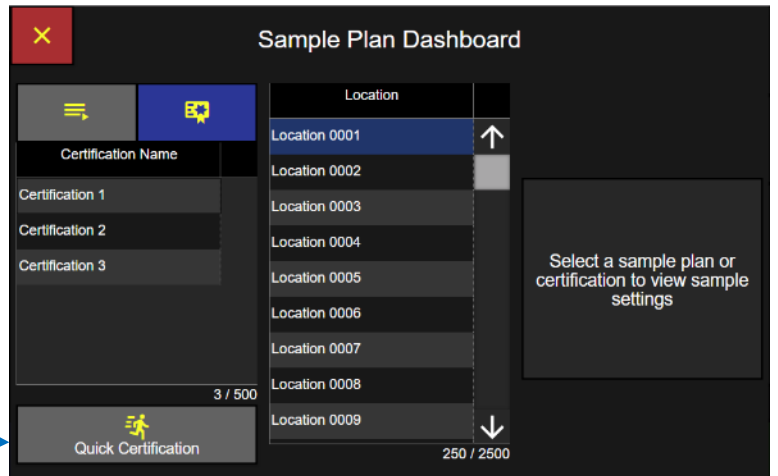 Sample Plan Dashboard
Certification Name
Certification 1
Certification 2
Certification 3
3 / 500
Quick Certification
Location
Location 0001
Location 0002
Location 0003
Location 0004
Location 0005
Location 0006
Location 0007
Location 0008
Location 0009
250 / 2500
Select a sample plan or
certification to view sample
settings